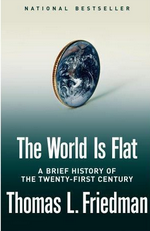 NATIONAL BESTSELLER
The World Is Flat
A BRIEF HISTORY OF
THE TWENTY-FIRST CENTURY
Thomas L. Friedman